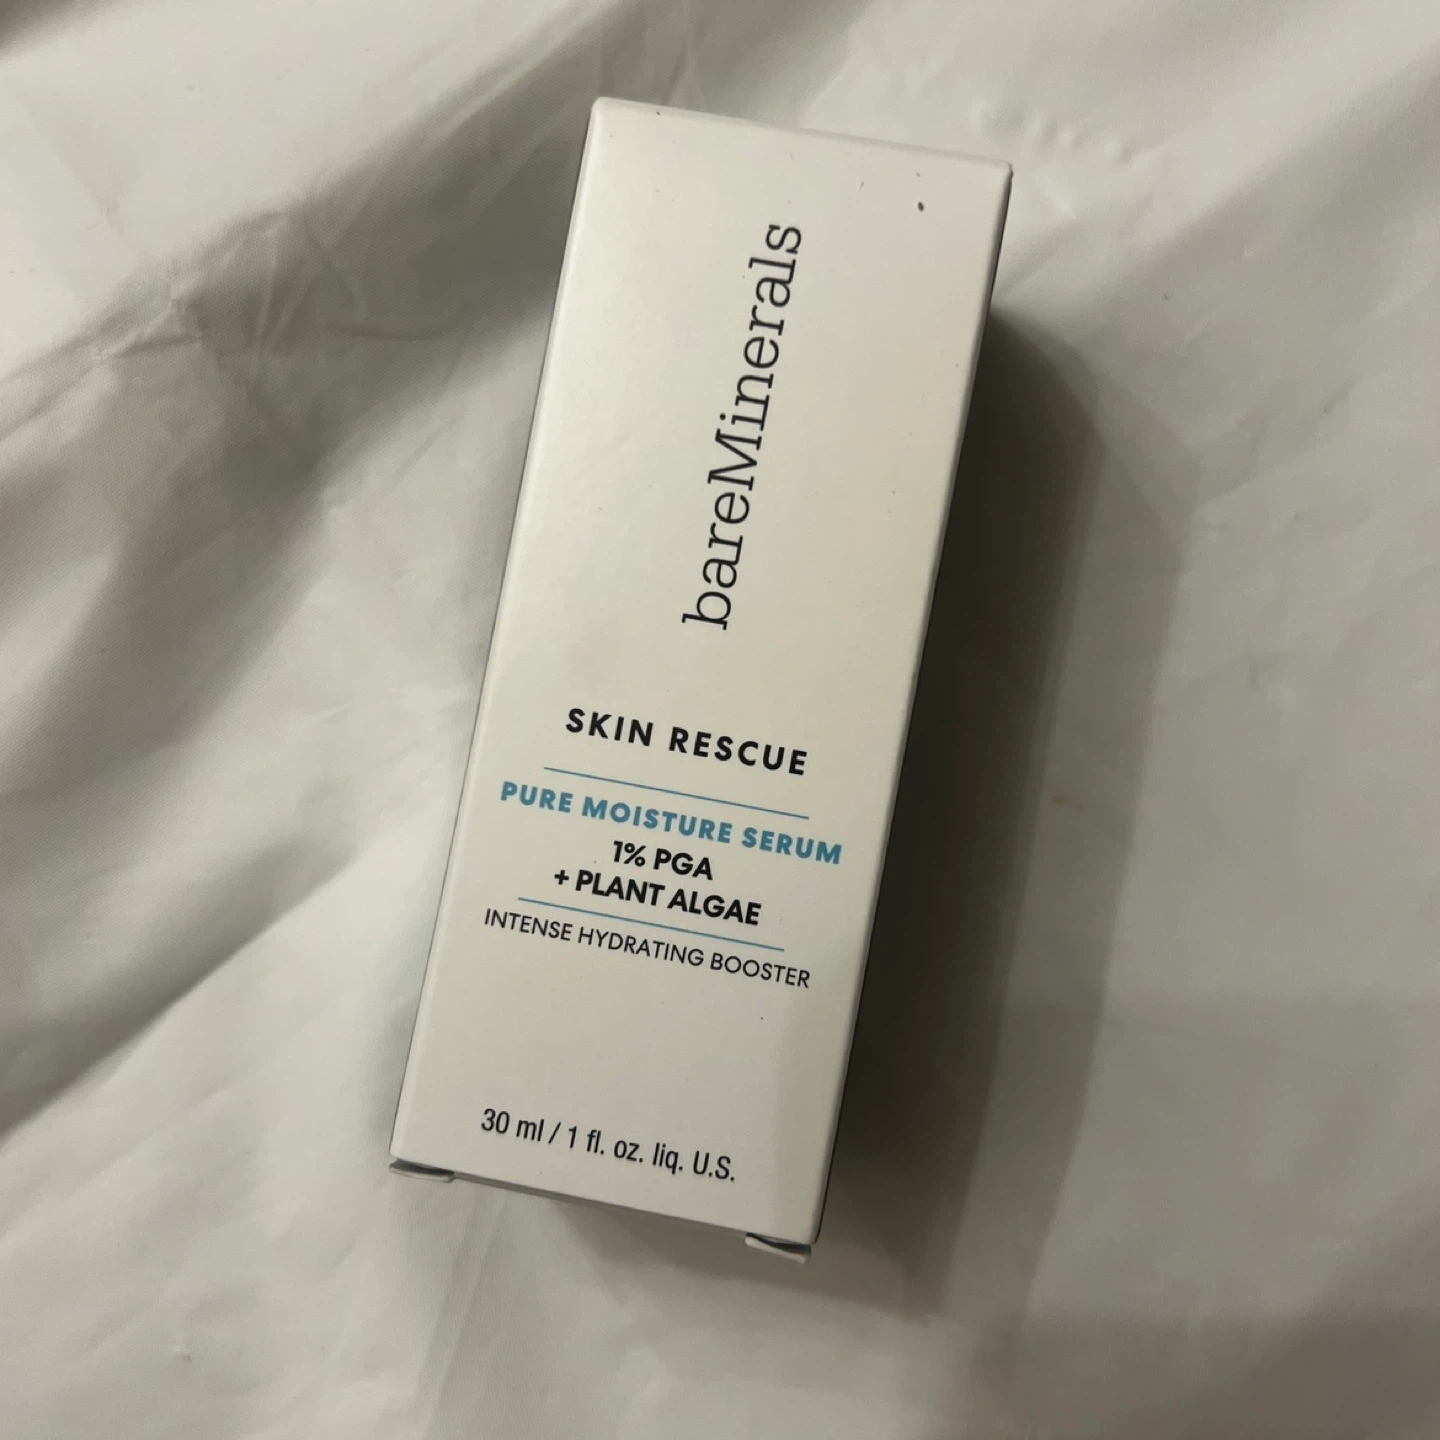 bareMinerals
SKIN RESCUE
PURE MOISTURE SERUM
1% PGA
+ PLANT ALGAE
INTENSE HYDRATING BOOSTER
30 ml / 1 fl. oz. liq. U.S.